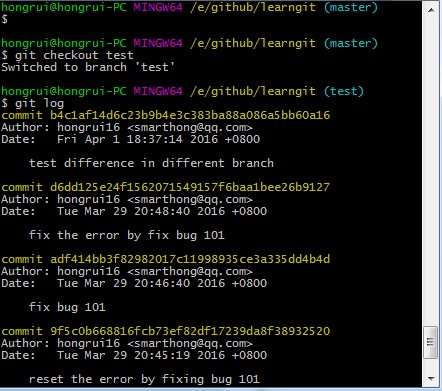 hongrui@hongrui-PC MINGW64 /e/github/learngit (master)
$
hongrui@hongrui-PC MINGW64 /e/github/learngit (master)
$ git checkout test
Switched to branch 'test'
hongrui@hongrui-PC MINGW64 /e/github/learngit (test)
$ git log
commit b4c1af14d6c23b9b4e3c383ba88a086a5bb60a16
Author: hongrui16 <smarthong@qq.com>
Date:   Fri Apr 1 18:37:14 2016 +0800
    test difference in different branch
commit d6dd125e24f1562071549157f6baa1bee26b9127
Author: hongrui16 <smarthong@qq.com>
Date:   Tue Mar 29 20:48:40 2016 +0800
    fix the error by fix bug 101
commit adf414bb3f82982017c11998935ce3a335dd4b4d
Author: hongrui16 <smarthong@qq.com>
Date:   Tue Mar 29 20:46:40 2016 +0800
    fix bug 101
commit 9f5c0b668816fcb73ef82df17239da8f38932520
Author: hongrui16 <smarthong@qq.com>
Date:   Tue Mar 29 20:45:19 2016 +0800
    reset the error by fixing bug 101